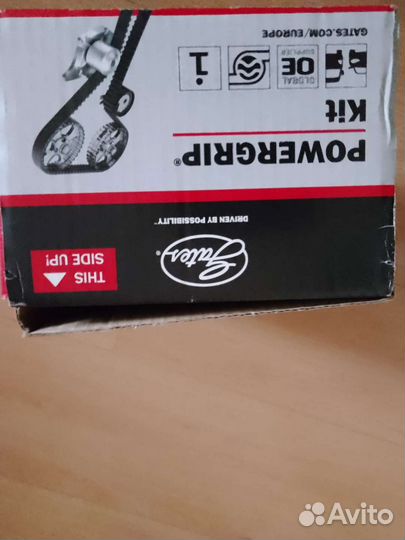 THIS
SIDE UP!
Gates®
DRIVEN BY POSSIBILITY™
POWERGRIP®
Kit
GLOBAL
OE
SUPPLIER
i
GATES.COM/EUROPE
Avito